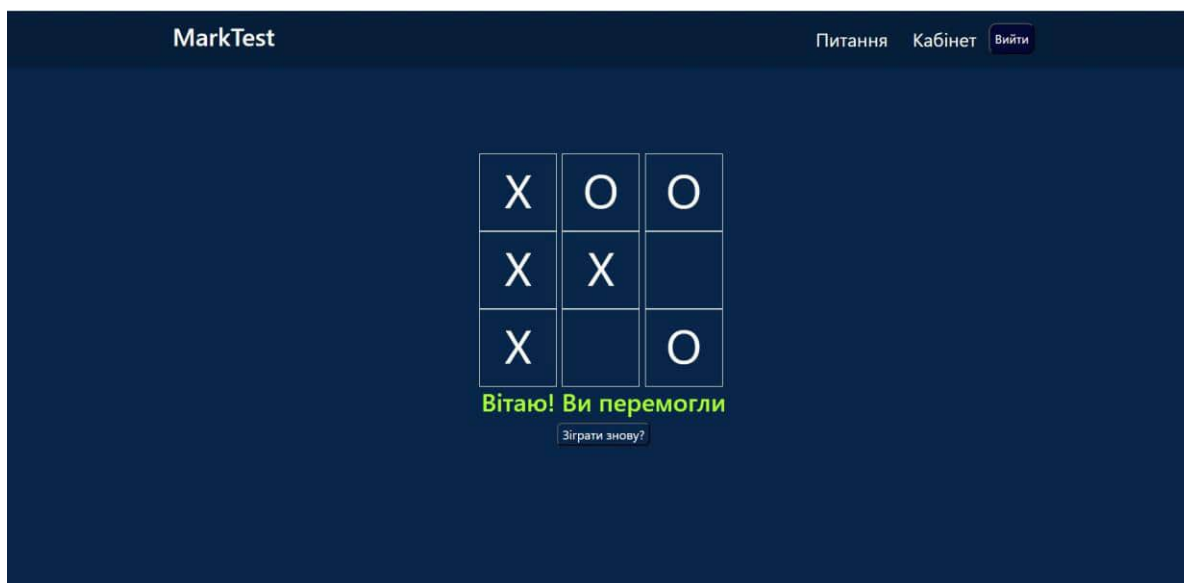 MarkTest Питання Кабінет Вийти
X O O
X X
X O
Вітаю! Ви перемогли
Зіграти знову?